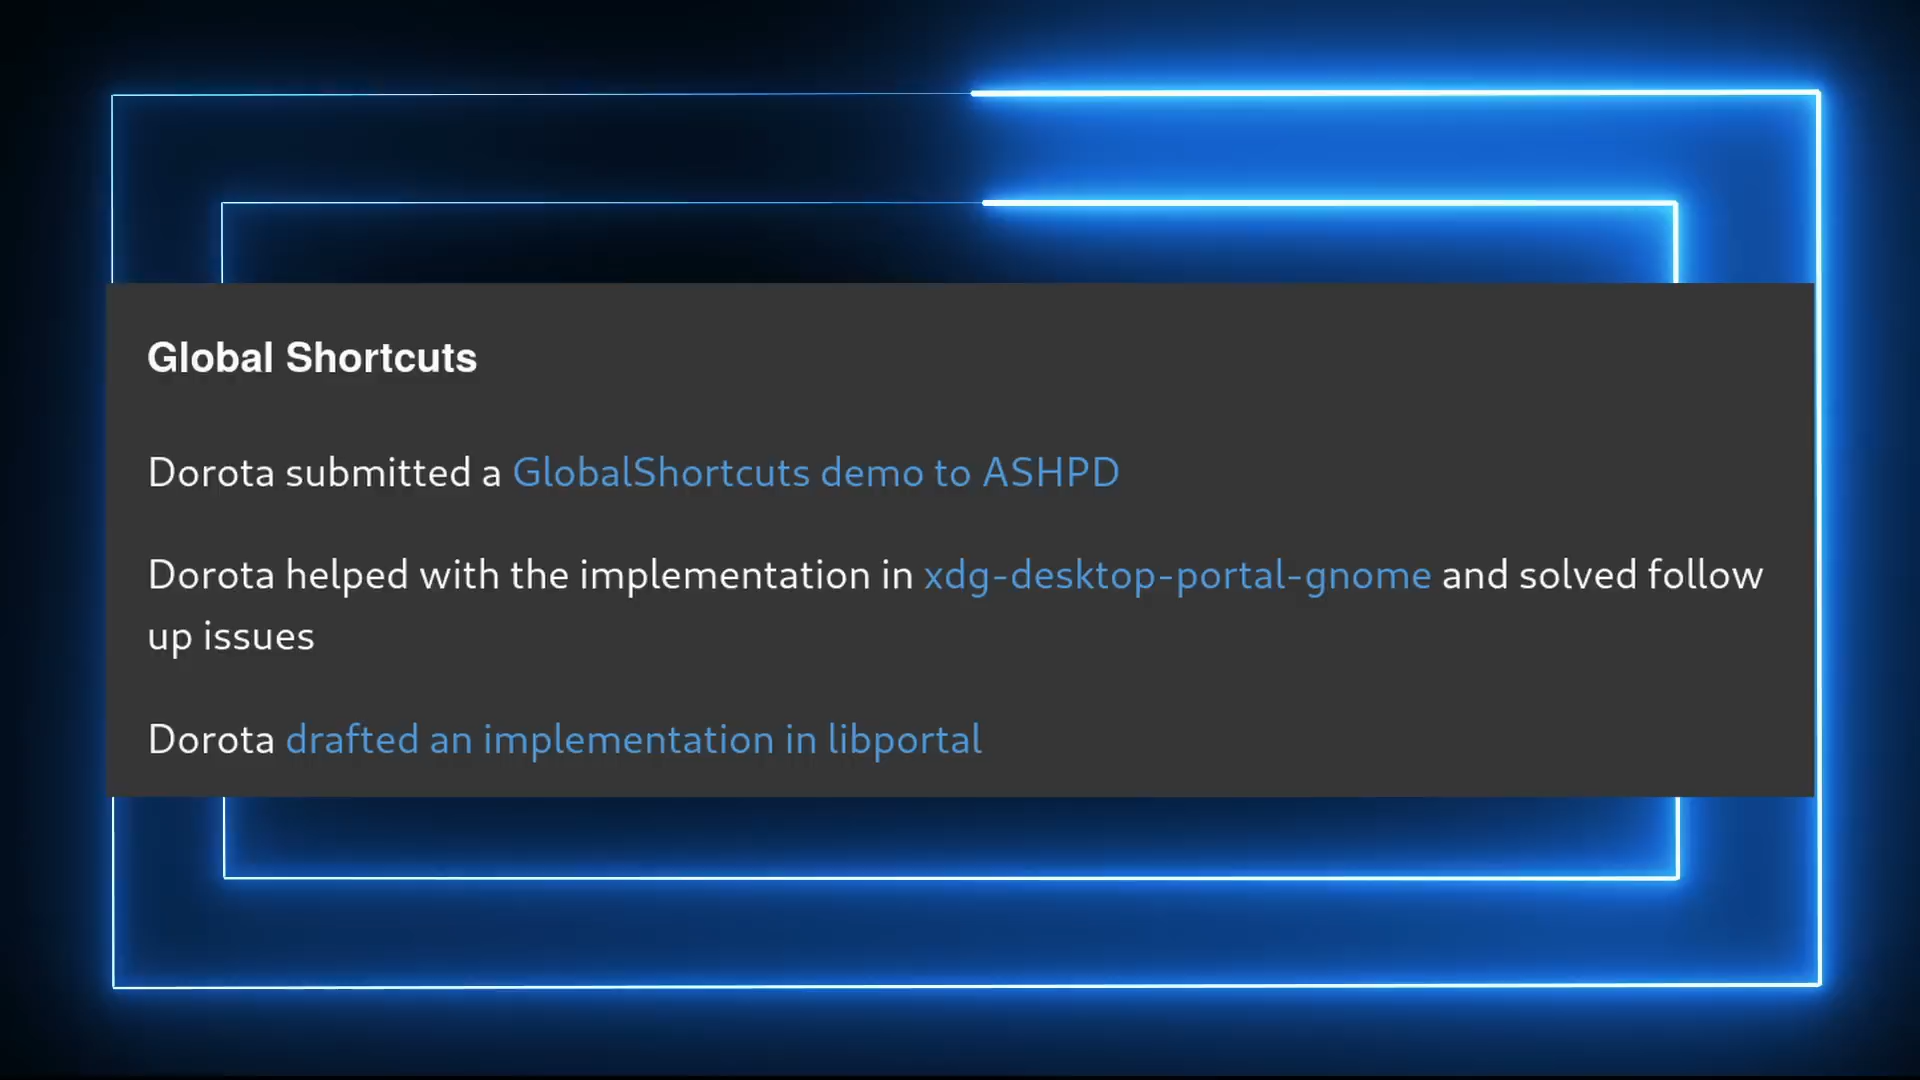 Global Shortcuts
Dorota submitted a GlobalShortcuts demo to ASHPD
Dorota helped with the implementation in xdg-desktop-portal-gnome and solved follow
up issues
Dorota drafted an implementation in libportal